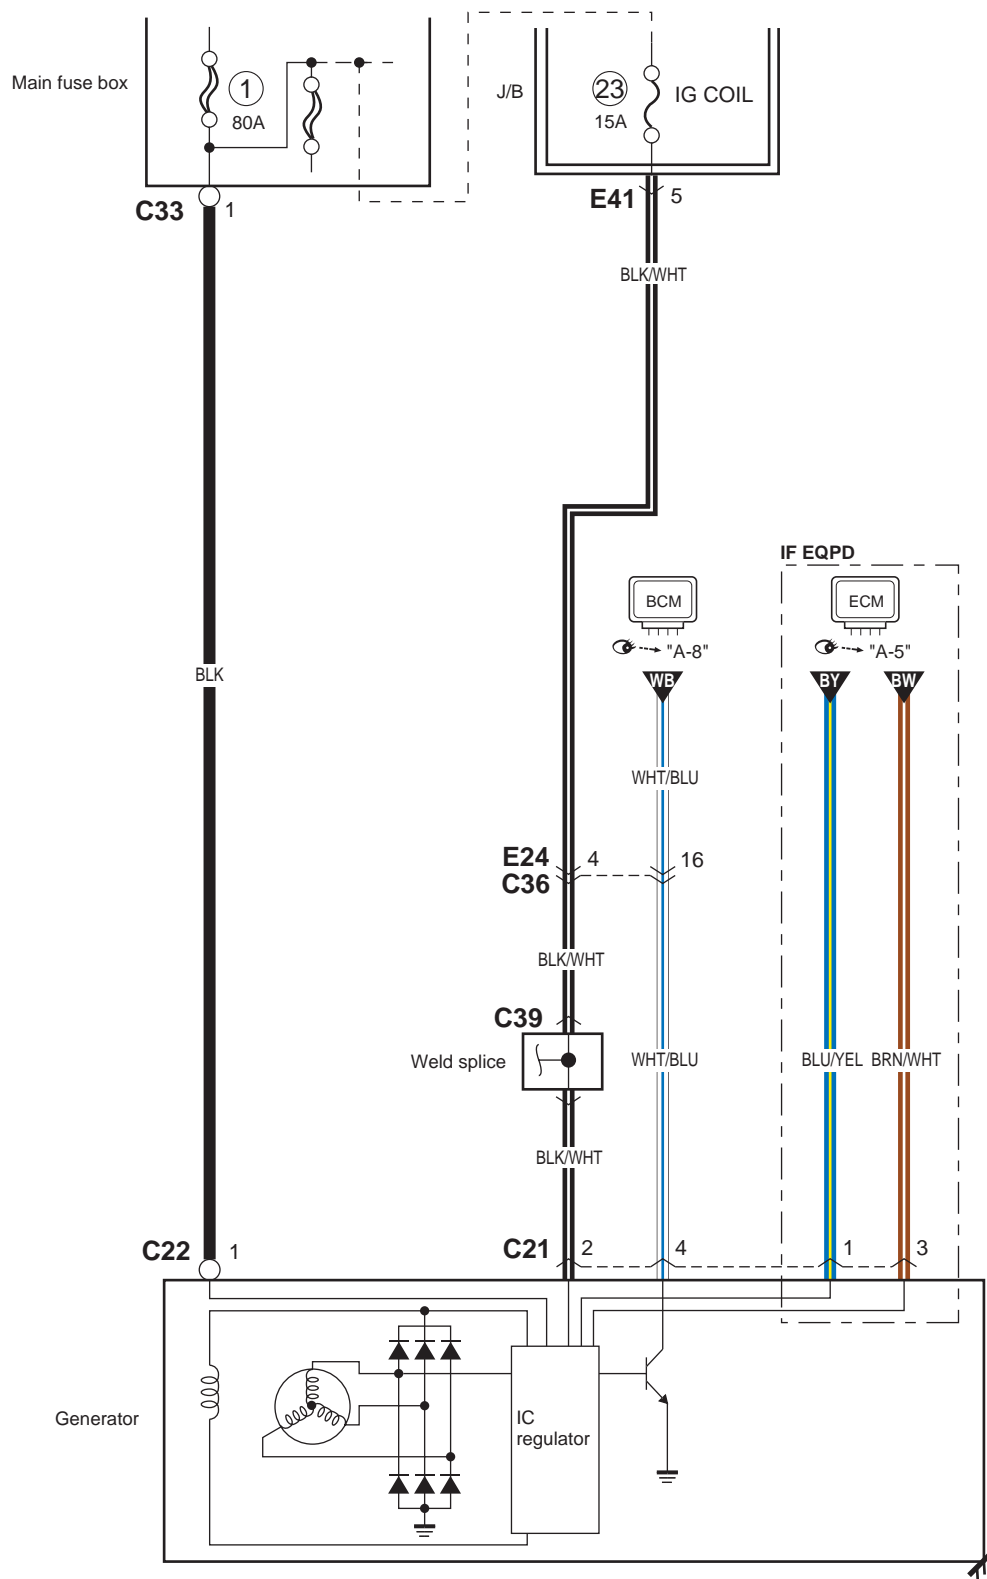 Main fuse box
1
80A
J/B
23
15A
IG COIL
C33
1
E41
5
BLK/WHT
IF EQPD
BCM
ECM
"A-8"
"A-5"
BLK
WB
BY
BW
WHT/BLU
E24
4
16
C36
BLK/WHT
C39
Weld splice
WHT/BLU
BLU/YEL
BRN/WHT
BLK/WHT
C22
1
C21
2
4
1
3
Generator
IC
regulator